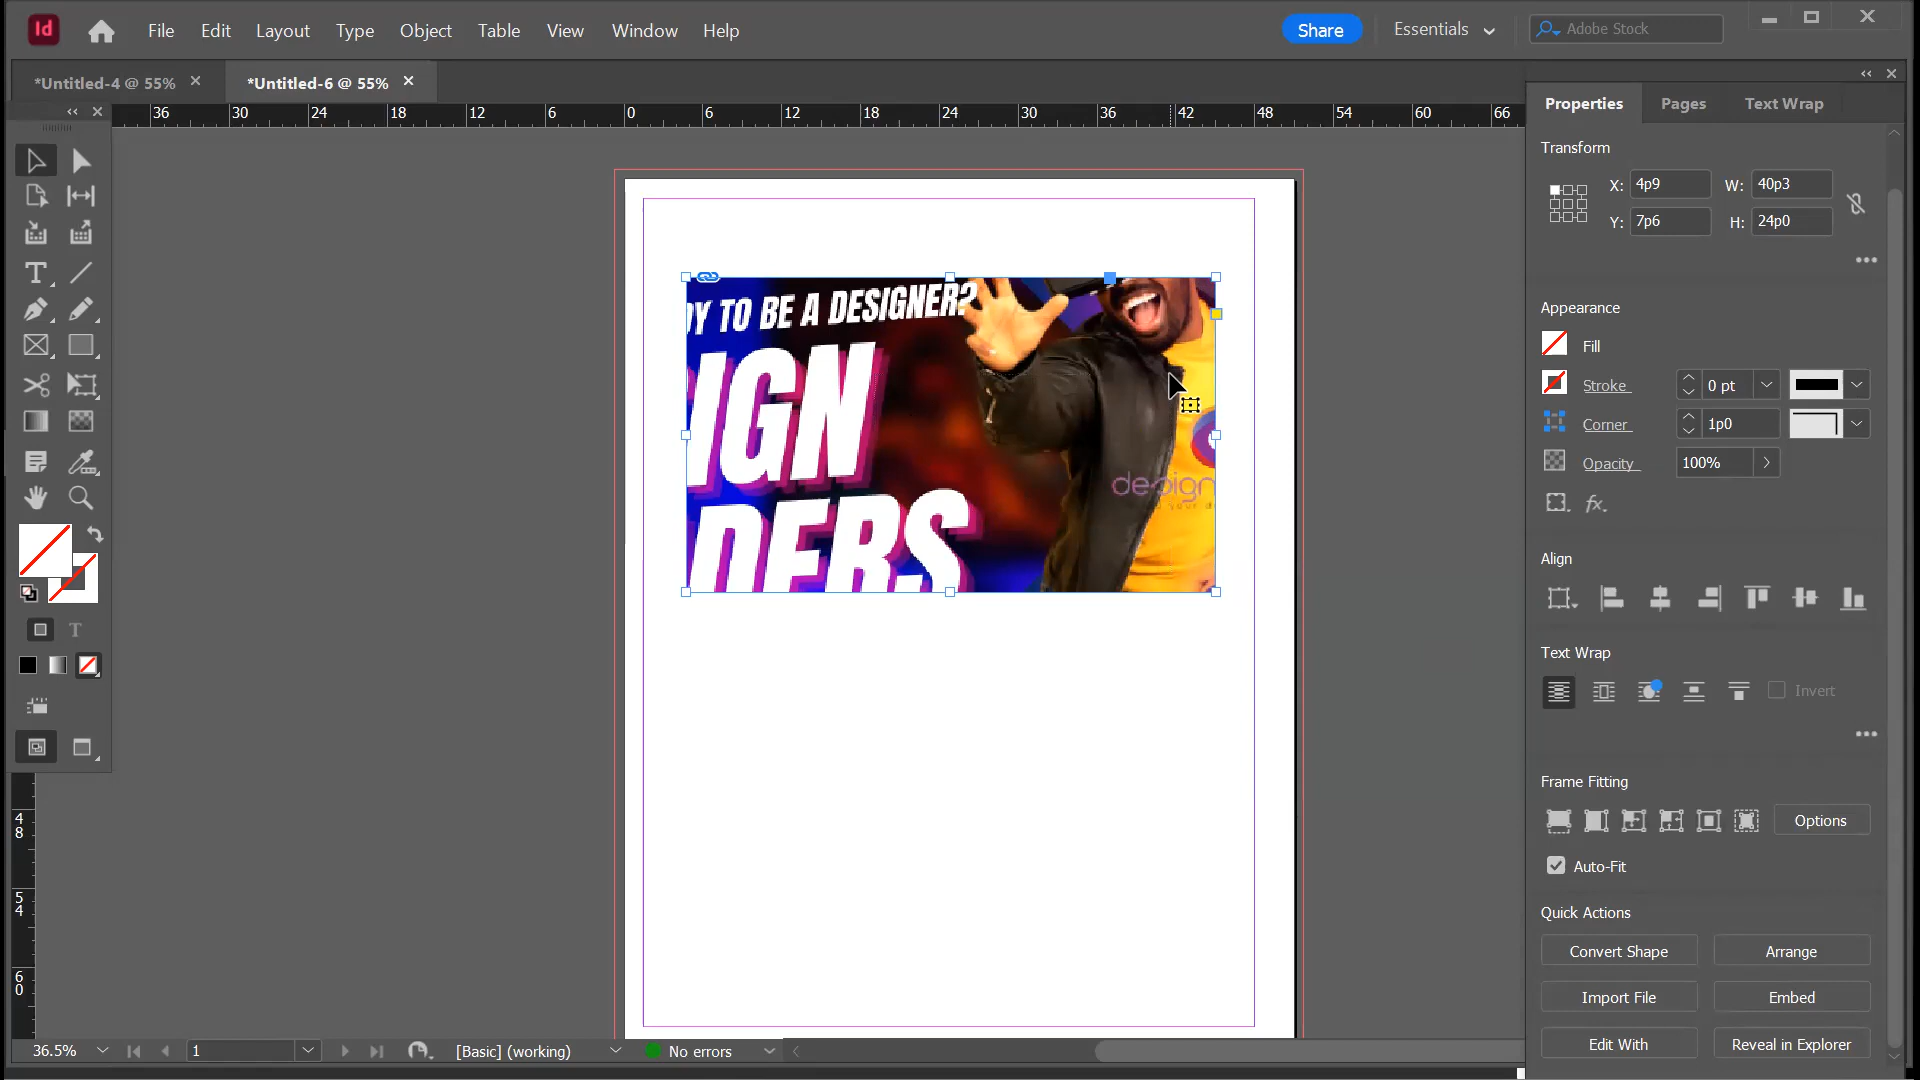 Id
File Edit Layout Type Object Table View Window Help
Share
Essentials
Adobe Stock
*Untitled-4 @ 55%
*Untitled-6 @ 55%
36 30 24 18 12 6 0 6 12 18 24 30 36 42 48 54 60 66
Properties Pages Text Wrap
Transform
X: 4p9 W: 40p3
Y: 7p6 H: 24p0
Appearance
Fill
Stroke 0 pt
Corner 1p0
Opacity 100%
fx.
Align
Text Wrap
Invert
Frame Fitting
Options
Auto-Fit
Quick Actions
Convert Shape Arrange
Import File Embed
Edit With Reveal in Explorer
TO BE A DESIGNER?
IGN
DERS
design
T
T
48
54
60
36.5% 1 [Basic] (working) No errors